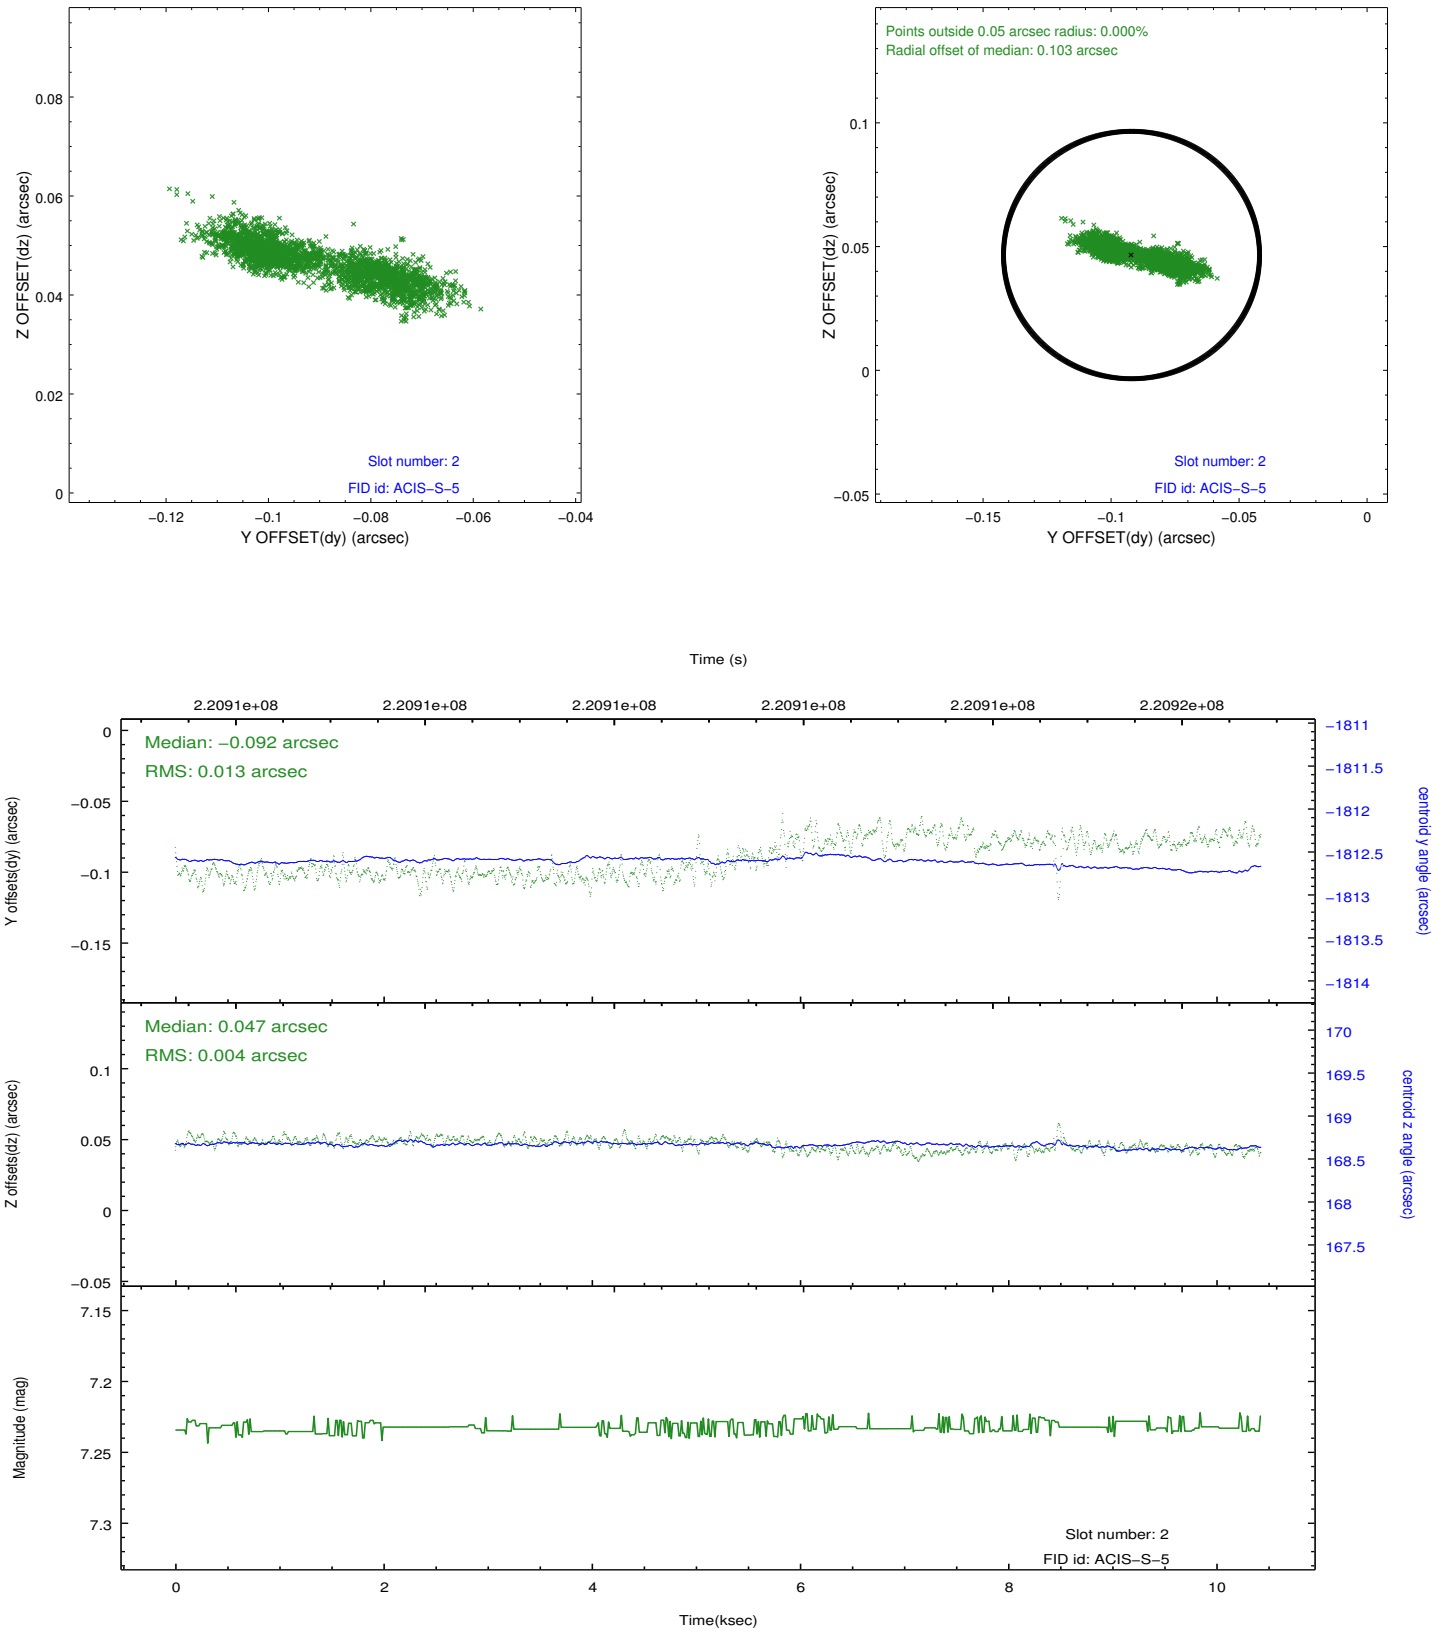 0.08
0.06
0.04
0.02
0
Z OFFSET(dz) (arcsec)
Slot number: 2
FID id: ACIS−S−5
−0.12 −0.1 −0.08 −0.06 −0.04
Y OFFSET(dy) (arcsec)
Points outside 0.05 arcsec radius: 0.000%
Radial offset of median: 0.103 arcsec
0.1
0.05
0
−0.05
Z OFFSET(dz) (arcsec)
Slot number: 2
FID id: ACIS−S−5
−0.15 −0.1 −0.05 0
Y OFFSET(dy) (arcsec)
Time (s)
2.2091e+08 2.2091e+08 2.2091e+08 2.2091e+08 2.2091e+08 2.2092e+08
Median: −0.092 arcsec
RMS: 0.013 arcsec
0
−0.05
−0.1
−0.15
Y offsets(dy) (arcsec)
−1811
−1811.5
−1812
−1812.5
−1813
−1813.5
−1814
centroid y angle (arcsec)
Median: 0.047 arcsec
RMS: 0.004 arcsec
0.1
0.05
0
−0.05
Z offsets(dz) (arcsec)
170
169.5
169
168.5
168
167.5
centroid z angle (arcsec)
7.15
7.2
7.25
7.3
Magnitude (mag)
Slot number: 2
FID id: ACIS−S−5
0 2 4 6 8 10
Time(ksec)